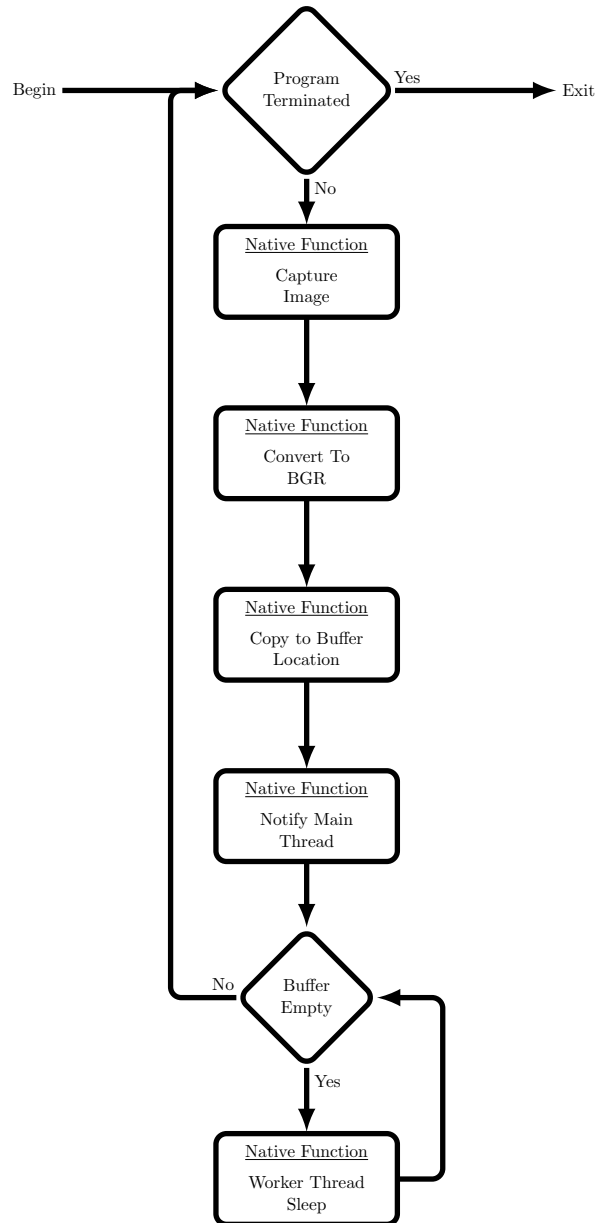 Program
Terminated
Begin
Yes
Exit
No
Native Function
Capture
Image
Native Function
Convert To
BGR
Native Function
Copy to Buffer
Location
Native Function
Notify Main
Thread
No
Buffer
Empty
Yes
Native Function
Worker Thread
Sleep